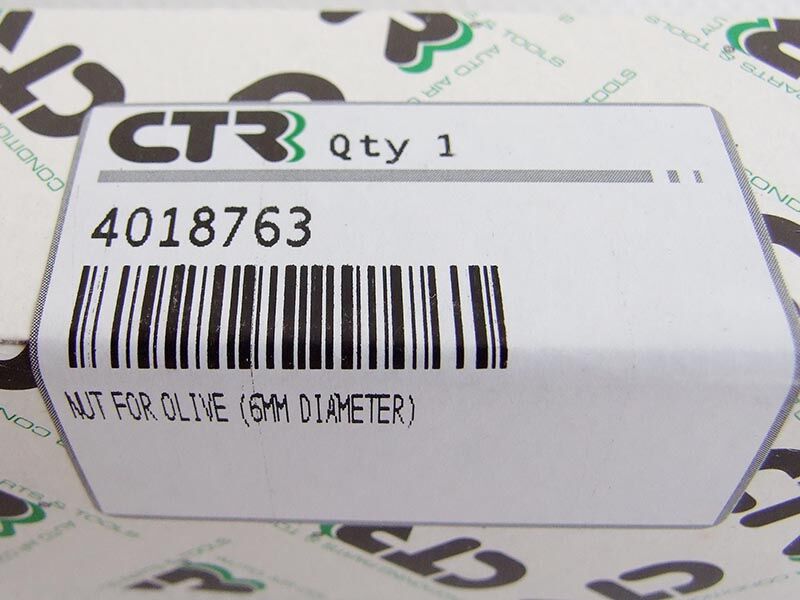 CTR Qty 1
4018763
NUT FOR OLIVE (6MM DIAMETER)